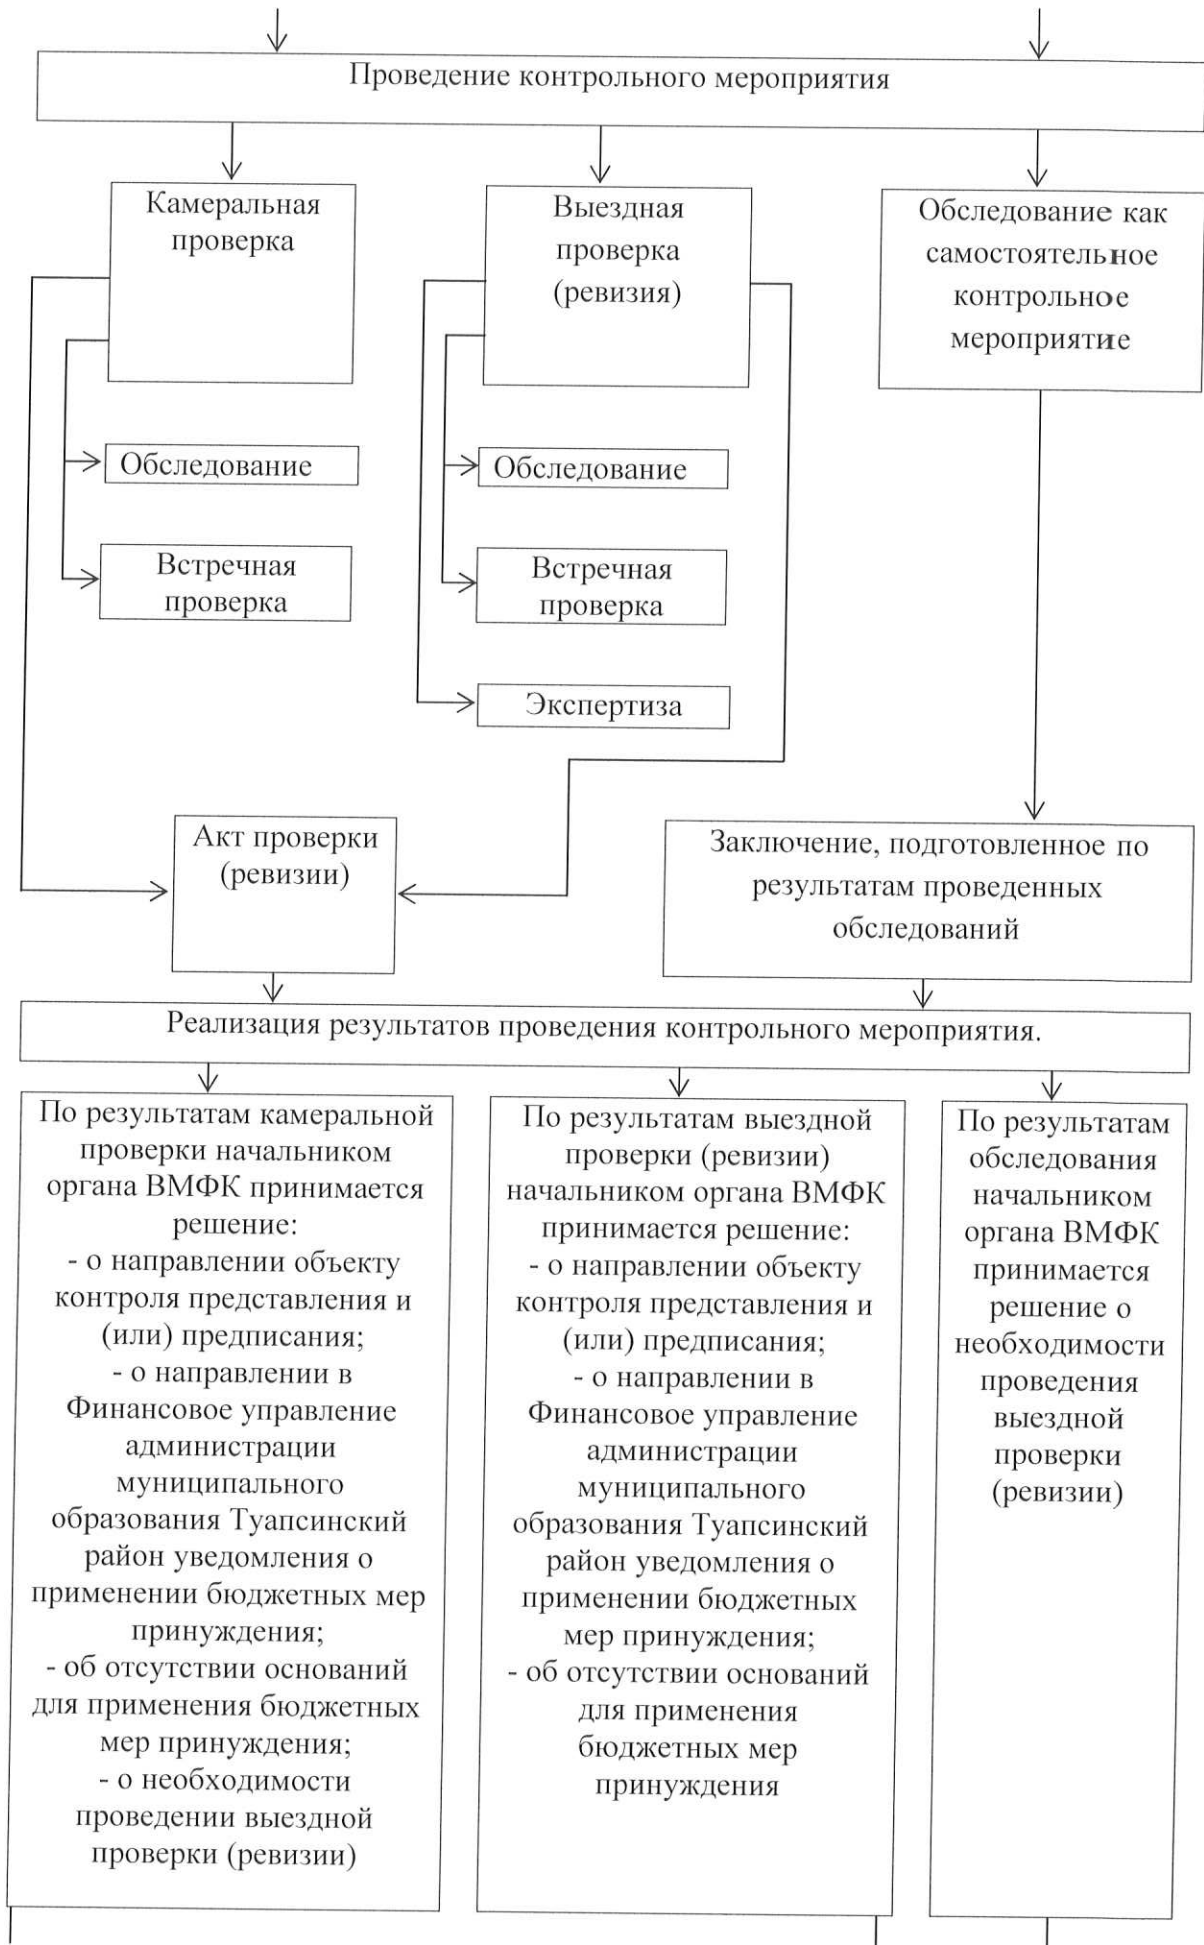 Проведение контрольного мероприятия
Камеральная
проверка
Выездная
проверка
(ревизия)
Обследование как
самостоятельное
контрольное
мероприятие
Обследование
Обследование
Встречная
проверка
Встречная
проверка
Экспертиза
Акт проверки
(ревизии)
Заключение, подготовленное по
результатам проведенных
обследований
Реализация результатов проведения контрольного мероприятия.
По результатам камеральной
проверки начальником
органа ВМФК принимается
решение:
- о направлении объекту
контроля представления и
(или) предписания;
- о направлении в
Финансовое управление
администрации
муниципального
образования Туапсинский
район уведомления о
применении бюджетных мер
принуждения;
- об отсутствии оснований
для применения бюджетных
мер принуждения;
- о необходимости
проведении выездной
проверки (ревизии)
По результатам выездной
проверки (ревизии)
начальником органа ВМФК
принимается решение:
- о направлении объекту
контроля представления и
(или) предписания;
- о направлении в
Финансовое управление
администрации
муниципального
образования Туапсинский
район уведомления о
применении бюджетных
мер принуждения;
- об отсутствии оснований
для применения
бюджетных мер
принуждения
По результатам
обследования
начальником
органа ВМФК
принимается
решение о
необходимости
проведения
выездной
проверки
(ревизии)